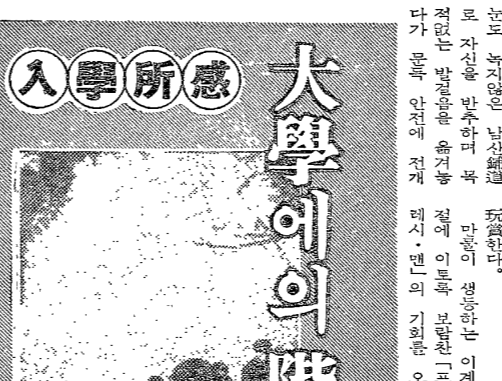 눈도 녹지않은 남산鋪道
로 자신을 반추하며 목
적없는 발걸음을 옮겨놓
다가 문득 안전에 전개
玩賞한다。
만물이 생동하는 이계
절에 이토록 보람찬 「프
레시・맨」의 기회를 오
大學에의
入學所感